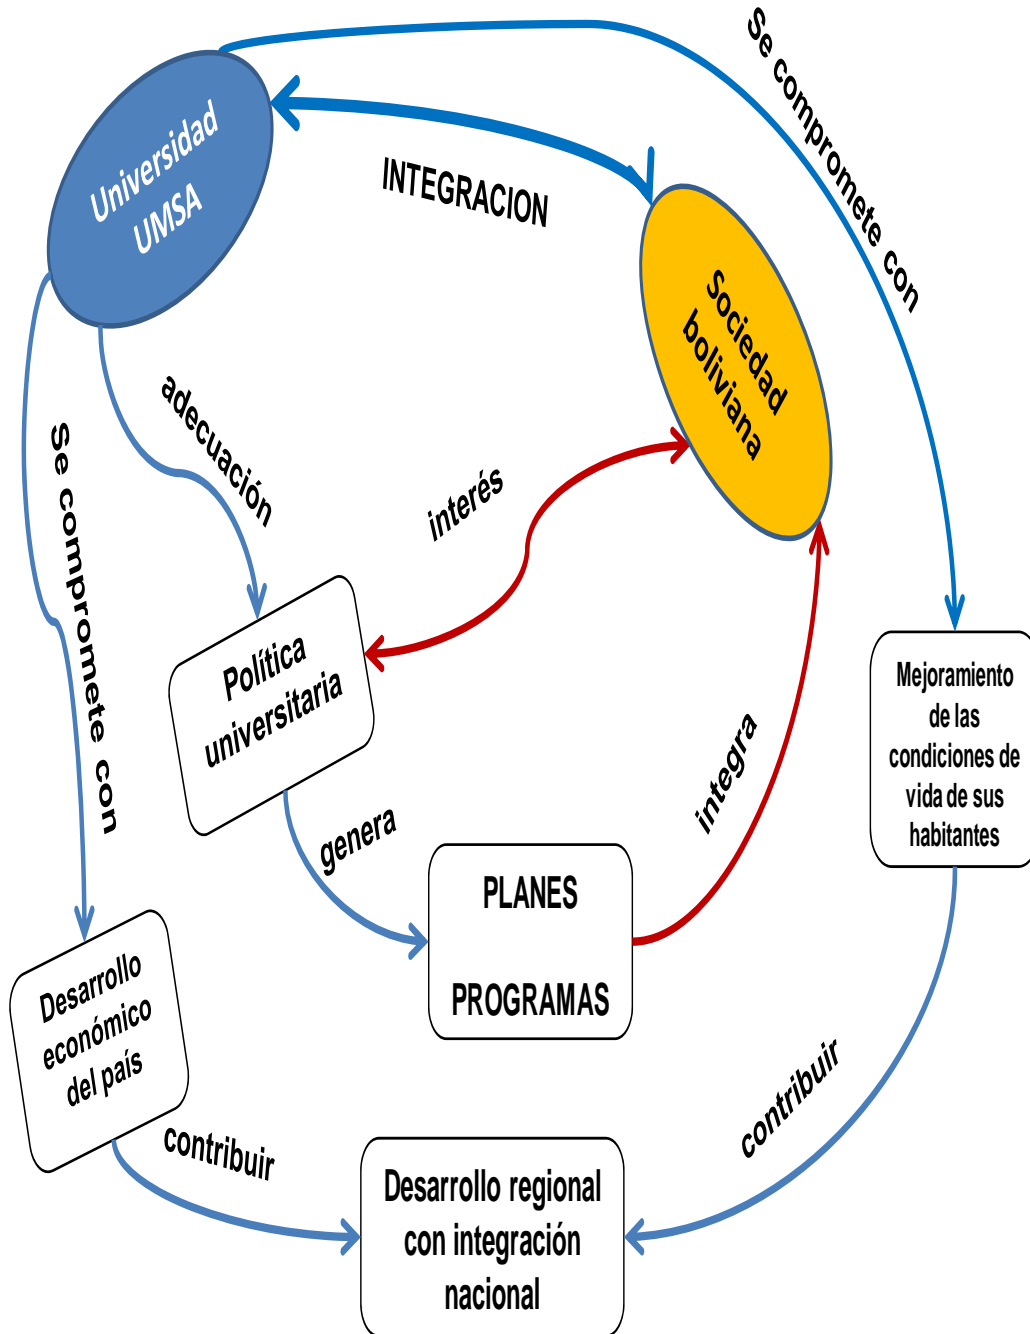 Se compromete con
Universidad
UMSA
INTEGRACION
Sociedad
boliviana
adecuación
Se compromete con
interés
Política
universitaria
Mejoramiento
de las
condiciones de
vida de sus
habitantes
integra
genera
PLANES
PROGRAMAS
Desarrollo
económico
del país
contribuir
contribuir
Desarrollo regional
con integración
nacional